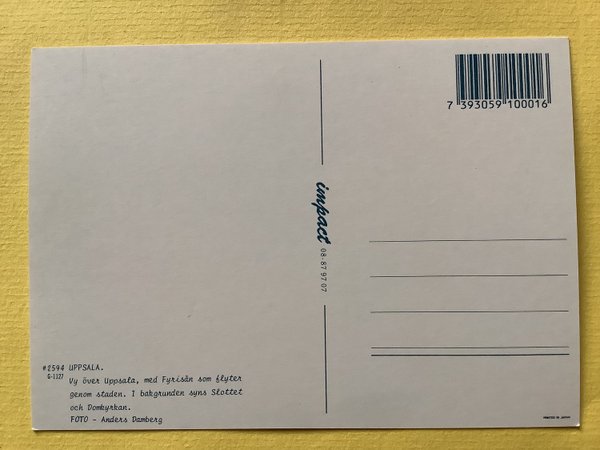 7 393059 100016
impact
08-87 97 07
#2594 UPPSALA.
G-1327
Vy över Uppsala, med Fyrisån som flyter
genom staden. I bakgrunden syns Slottet
och Domkyrkan.
FOTO - Anders Damberg